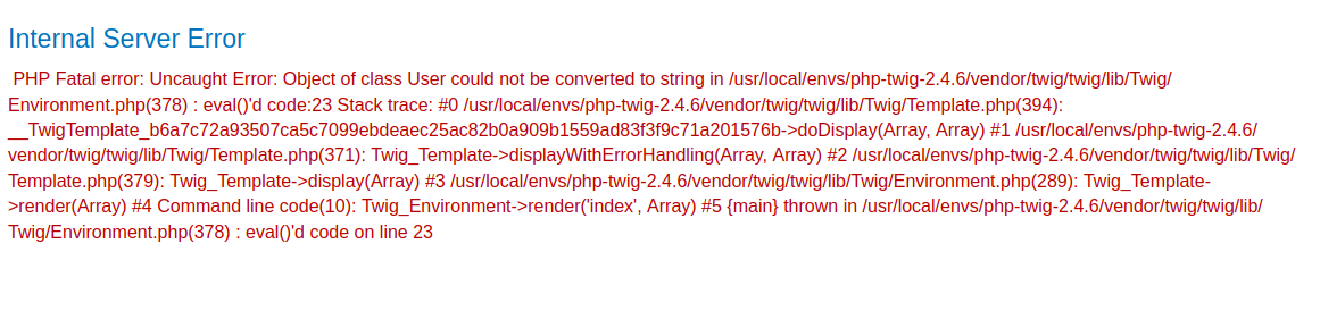 Internal Server Error
PHP Fatal error: Uncaught Error: Object of class User could not be converted to string in /usr/local/envs/php-twig-2.4.6/vendor/twig/twig/lib/Twig/
Environment.php(378) : eval()'d code:23 Stack trace: #0 /usr/local/envs/php-twig-2.4.6/vendor/twig/twig/lib/Twig/Template.php(394):
__TwigTemplate_b6a7c72a93507ca5c7099ebdeaec25ac82b0a909b1559ad83f3f9c71a201576b->doDisplay(Array, Array) #1 /usr/local/envs/php-twig-2.4.6/
vendor/twig/twig/lib/Twig/Template.php(371): Twig_Template->displayWithErrorHandling(Array, Array) #2 /usr/local/envs/php-twig-2.4.6/vendor/twig/twig/lib/Twig/
Template.php(379): Twig_Template->display(Array) #3 /usr/local/envs/php-twig-2.4.6/vendor/twig/twig/lib/Twig/Environment.php(289): Twig_Template-
>render(Array) #4 Command line code(10): Twig_Environment->render('index', Array) #5 {main} thrown in /usr/local/envs/php-twig-2.4.6/vendor/twig/twig/lib/
Twig/Environment.php(378) : eval()'d code on line 23